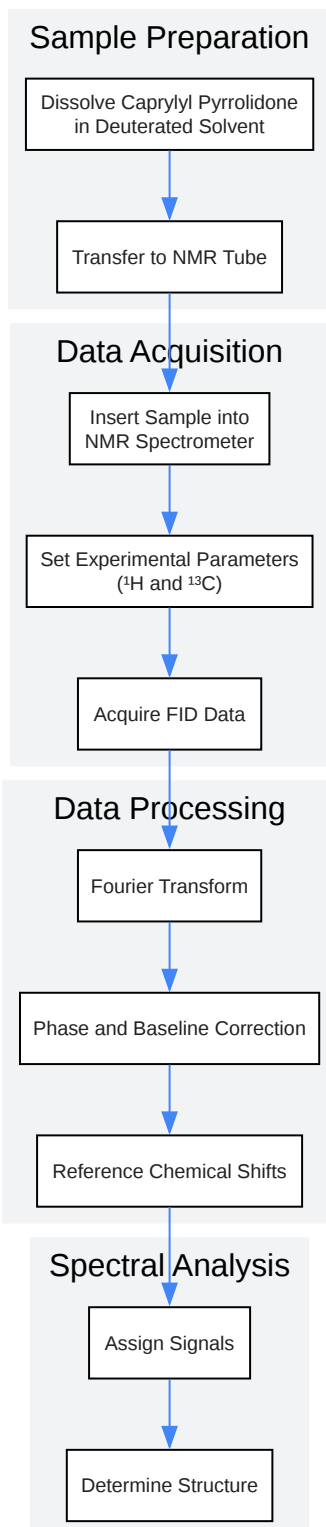 Sample Preparation
Dissolve Caprylyl Pyrrolidone
in Deuterated Solvent
Transfer to NMR Tube
Data Acquisition
Insert Sample into
NMR Spectrometer
Set Experimental Parameters
(¹H and ¹³C)
Acquire FID Data
Data Processing
Fourier Transform
Phase and Baseline Correction
Reference Chemical Shifts
Spectral Analysis
Assign Signals
Determine Structure